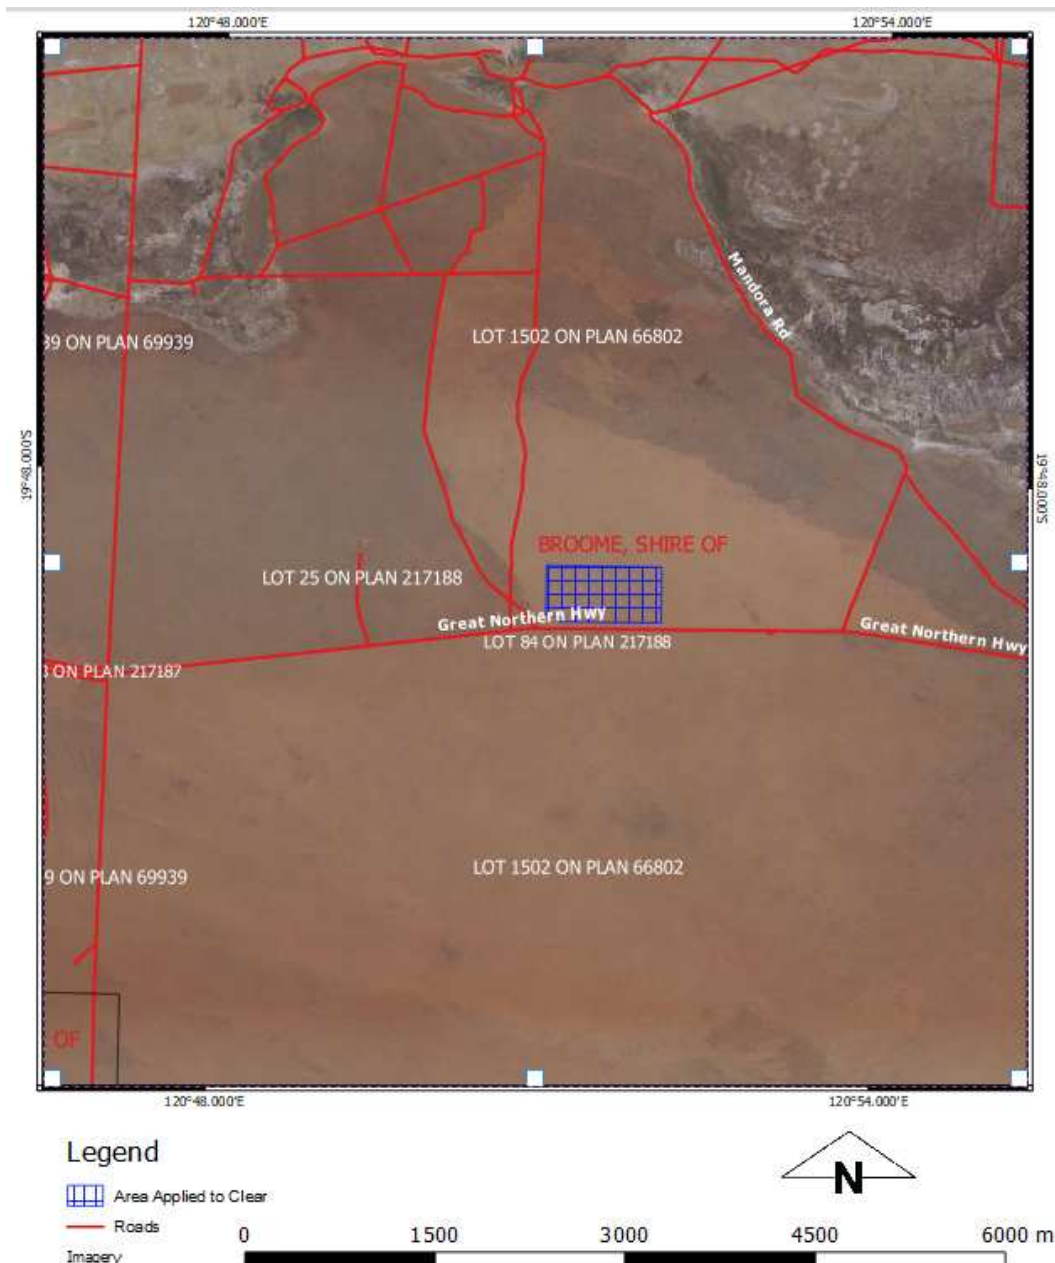 120°48.000'E
120°54.000'E
Mandora Rd
39 ON PLAN 69939
LOT 1502 ON PLAN 66802
19°48.000'S
19°48.000'S
BROOME, SHIRE OF
LOT 25 ON PLAN 217188
Great Northern Hwy
Great Northern Hwy
LOT 84 ON PLAN 217188
3 ON PLAN 217187
LOT 1502 ON PLAN 66802
9 ON PLAN 69939
OF
120°48.000'E
120°54.000'E
Legend
N
Area Applied to Clear
Roads
0 1500 3000 4500 6000 m
Imagery